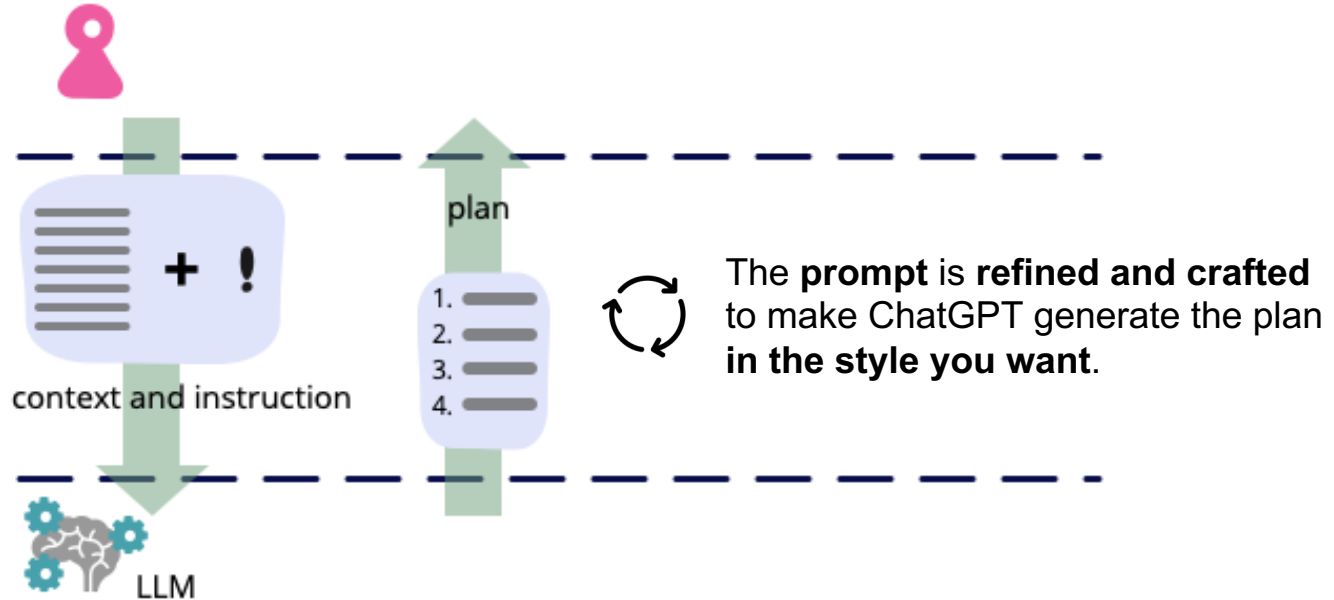 + !
context and instruction
LLM
plan
1.
2.
3.
4.
The prompt is refined and crafted
to make ChatGPT generate the plan
in the style you want.